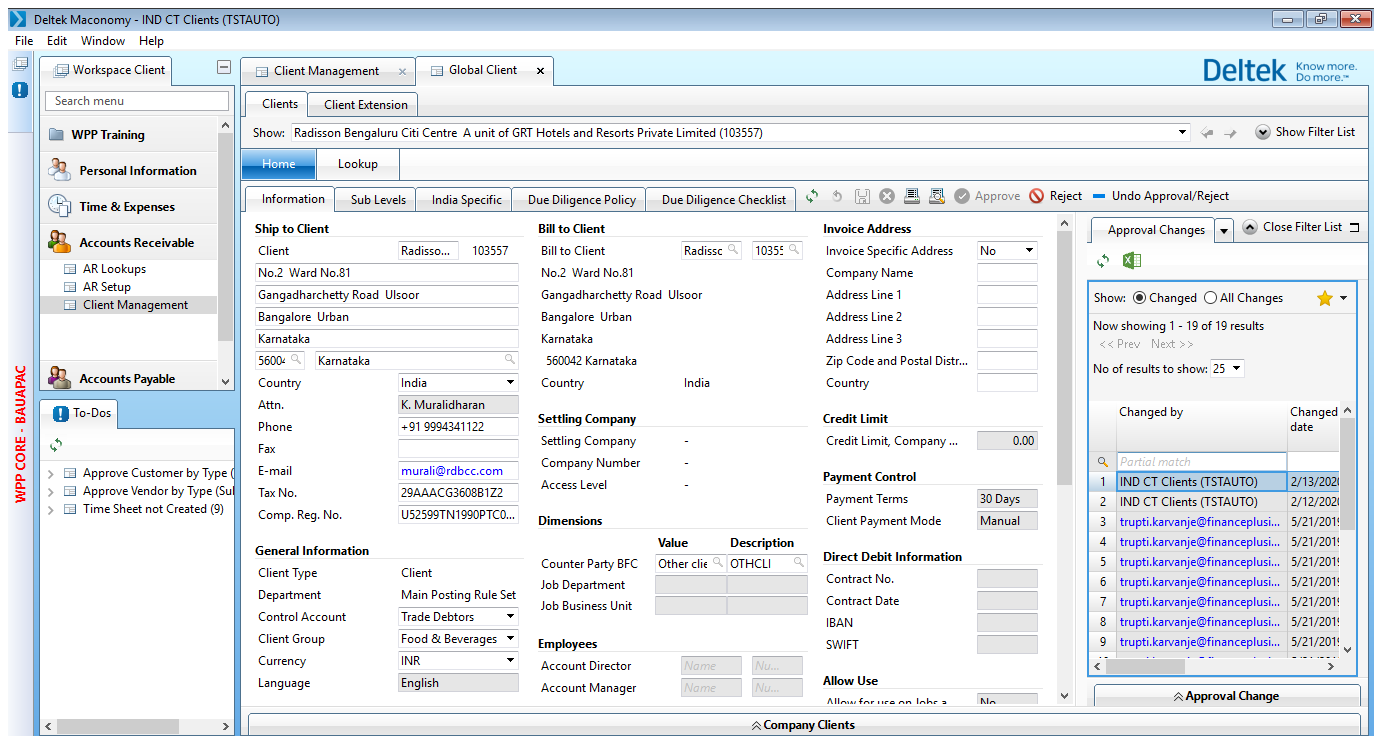 Deltek Maconomy - IND CT Clients (TSTAUTO)
File Edit Window Help
WPP CORE - BAUAPAC
Workspace Client
Search menu
WPP Training
Personal Information
Time & Expenses
Accounts Receivable
AR Lookups
AR Setup
Client Management
Accounts Payable
To-Dos
Approve Customer by Type (
Approve Vendor by Type (Sul
Time Sheet not Created (9)
Client Management
Global Client
Deltek Know more. Do more.™
Clients Client Extension
Show: Radisson Bengaluru Citi Centre A unit of GRT Hotels and Resorts Private Limited (103557)
Show Filter List
Home Lookup
Information Sub Levels India Specific Due Diligence Policy Due Diligence Checklist
Approve Reject Undo Approval/Reject
Ship to Client
Client Radisso... 103557
No.2 Ward No.81
Gangadharchetty Road Ulsoor
Bangalore Urban
Karnataka
56004 Karnataka
Country India
Attn. K. Muralidharan
Phone +91 9994341122
Fax
E-mail murali@rdbcc.com
Tax No. 29AAACG3608B1Z2
Comp. Reg. No. U52599TN1990PTC0...
General Information
Client Type Client
Department Main Posting Rule Set
Control Account Trade Debtors
Client Group Food & Beverages
Currency INR
Language English
Bill to Client
Bill to Client Radissc 1035
No.2 Ward No.81
Gangadharchetty Road Ulsoor
Bangalore Urban
Karnataka
560042 Karnataka
Country India
Settling Company
Settling Company -
Company Number -
Access Level -
Dimensions
Value Description
Counter Party BFC Other clie OTHCLI
Job Department
Job Business Unit
Employees
Account Director Name Nu...
Account Manager Name Nu...
Invoice Address
Invoice Specific Address No
Company Name
Address Line 1
Address Line 2
Address Line 3
Zip Code and Postal Distr...
Country
Credit Limit
Credit Limit, Company ... 0.00
Payment Control
Payment Terms 30 Days
Client Payment Mode Manual
Direct Debit Information
Contract No.
Contract Date
IBAN
SWIFT
Allow Use
Allow for use on Jobs a No
Approval Changes
Close Filter List
Show: Changed All Changes
Now showing 1 - 19 of 19 results
<< Prev Next >>
No of results to show: 25
Changed by Changed date
Partial match
1 IND CT Clients (TSTAUTO) 2/13/2020
2 IND CT Clients (TSTAUTO) 2/12/2020
3 trupti.karvanje@financeplusi... 5/21/2019
4 trupti.karvanje@financeplusi... 5/21/2019
5 trupti.karvanje@financeplusi... 5/21/2019
6 trupti.karvanje@financeplusi... 5/21/2019
7 trupti.karvanje@financeplusi... 5/21/2019
8 trupti.karvanje@financeplusi... 5/21/2019
9 trupti.karvanje@financeplusi... 5/21/2019
Approval Change
Company Clients